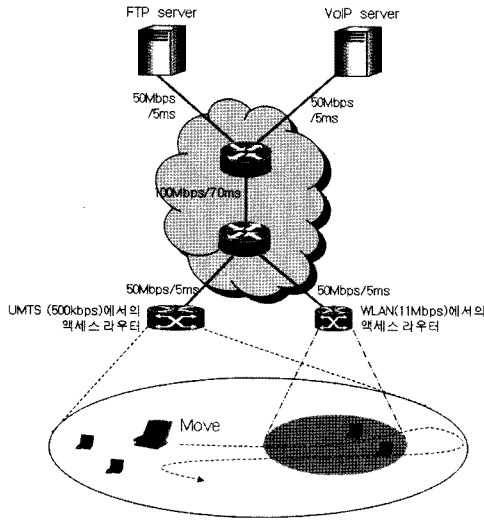 FTP server
VoIP server
50Mbps
/5ms
50Mbps
/5ms
100Mbps/70ms
50Mbps/5ms
50Mbps/5ms
UMTS (500kbps)에서의
액세스 라우터
WLAN(11Mbps)에서의
액세스 라우터
Move